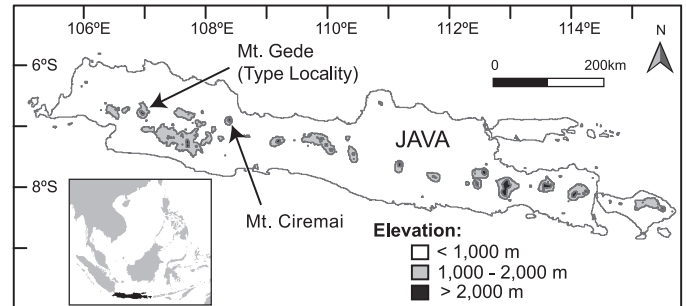 106ºE
108ºE
110ºE
112ºE
114ºE
6ºS
8ºS
Mt. Gede
(Type Locality)
N
0
200km
JAVA
Mt. Ciremai
Elevation:
< 1,000 m
1,000 - 2,000 m
> 2,000 m